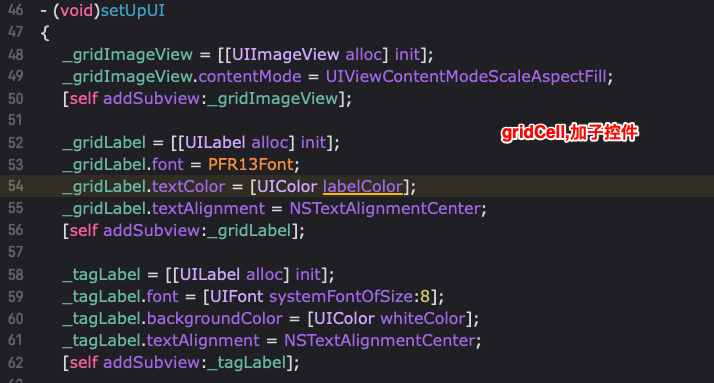 46 - (void)setUpUI
47 {
48 _gridImageView = [[UIImageView alloc] init];
49 _gridImageView.contentMode = UIViewContentModeScaleAspectFill;
50 [self addSubview:_gridImageView];
51
52 _gridLabel = [[UILabel alloc] init];
gridCell,加子控件
53 _gridLabel.font = PFR13Font;
54 _gridLabel.textColor = [UIColor labelColor];
55 _gridLabel.textAlignment = NSTextAlignmentCenter;
56 [self addSubview:_gridLabel];
57
58 _tagLabel = [[UILabel alloc] init];
59 _tagLabel.font = [UIFont systemFontOfSize:8];
60 _tagLabel.backgroundColor = [UIColor whiteColor];
61 _tagLabel.textAlignment = NSTextAlignmentCenter;
62 [self addSubview:_tagLabel];